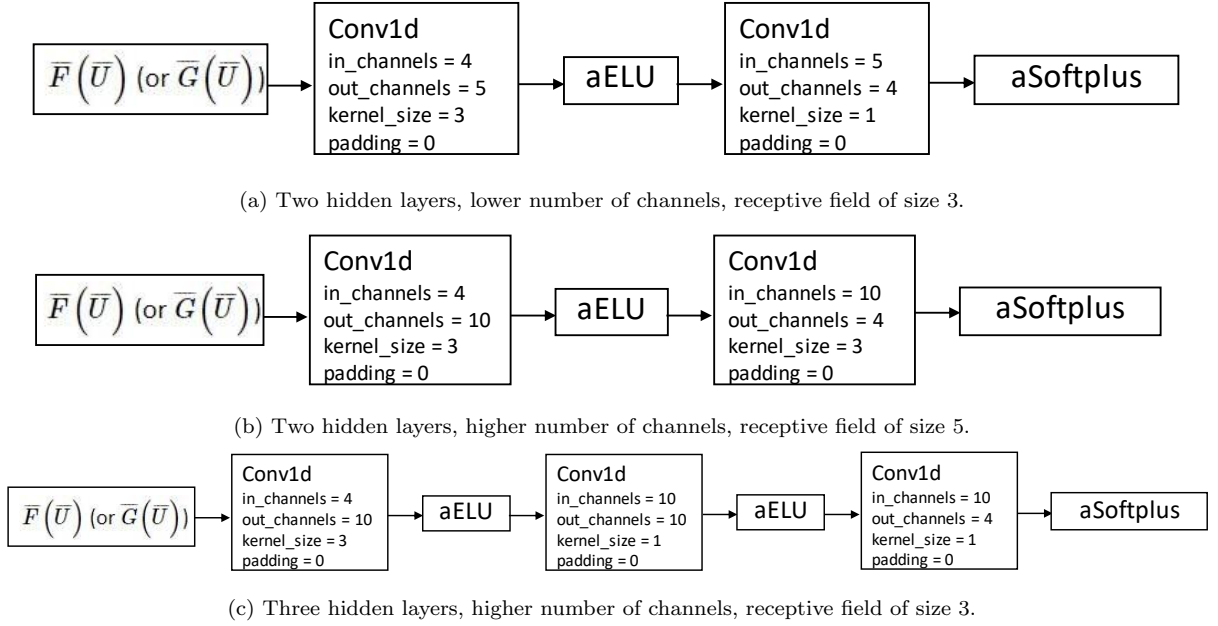 F̅(U̅) (or G̅(U̅))
Conv1d
in_channels = 4
out_channels = 5
kernel_size = 3
padding = 0
aELU
Conv1d
in_channels = 5
out_channels = 4
kernel_size = 1
padding = 0
aSoftplus
(a) Two hidden layers, lower number of channels, receptive field of size 3.
F̅(U̅) (or G̅(U̅))
Conv1d
in_channels = 4
out_channels = 10
kernel_size = 3
padding = 0
aELU
Conv1d
in_channels = 10
out_channels = 4
kernel_size = 3
padding = 0
aSoftplus
(b) Two hidden layers, higher number of channels, receptive field of size 5.
F̅(U̅) (or G̅(U̅))
Conv1d
in_channels = 4
out_channels = 10
kernel_size = 3
padding = 0
aELU
Conv1d
in_channels = 10
out_channels = 10
kernel_size = 1
padding = 0
aELU
Conv1d
in_channels = 10
out_channels = 4
kernel_size = 1
padding = 0
aSoftplus
(c) Three hidden layers, higher number of channels, receptive field of size 3.